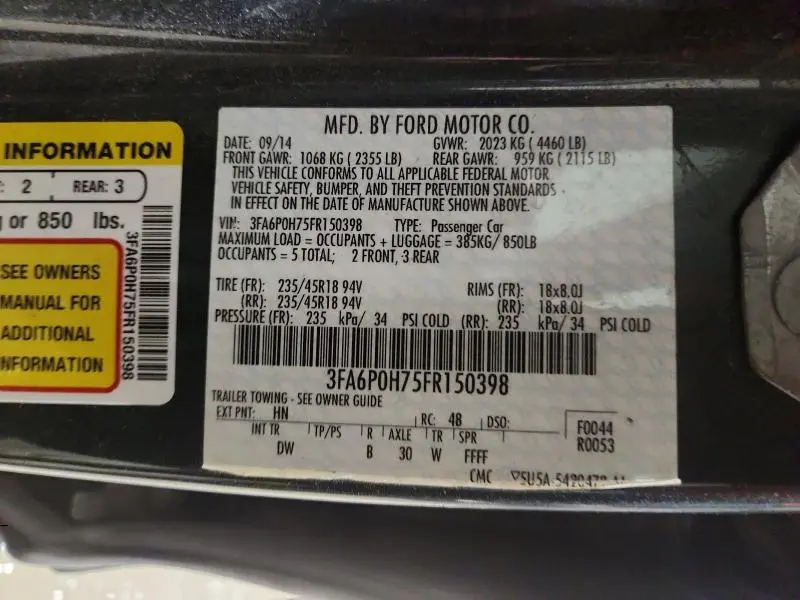 INFORMATION
: 2 REAR: 3
or 850 lbs.
SEE OWNERS
MANUAL FOR
ADDITIONAL
INFORMATION
3FA6P0H75FR150398
MFD. BY FORD MOTOR CO.
DATE: 09/14 GVWR: 2023 KG ( 4460 LB)
FRONT GAWR: 1068 KG ( 2355 LB) REAR GAWR: 959 KG ( 2115 LB)
THIS VEHICLE CONFORMS TO ALL APPLICABLE FEDERAL MOTOR
VEHICLE SAFETY, BUMPER, AND THEFT PREVENTION STANDARDS
IN EFFECT ON THE DATE OF MANUFACTURE SHOWN ABOVE.
VIN: 3FA6P0H75FR150398 TYPE: Passenger Car
MAXIMUM LOAD = OCCUPANTS + LUGGAGE = 385KG/ 850LB
OCCUPANTS = 5 TOTAL; 2 FRONT, 3 REAR
TIRE (FR): 235/45R18 94V RIMS (FR): 18x8.0J
(RR): 235/45R18 94V (RR): 18x8.0J
PRESSURE (FR): 235 kPa/ 34 PSI COLD (RR): 235 kPa/ 34 PSI COLD
3FA6P0H75FR150398
TRAILER TOWING - SEE OWNER GUIDE
EXT PNT: HN RC: 48 DSO: F0044
INT TR TP/PS R AXLE TR SPR R0053
DW B 30 W FFFF
CMC